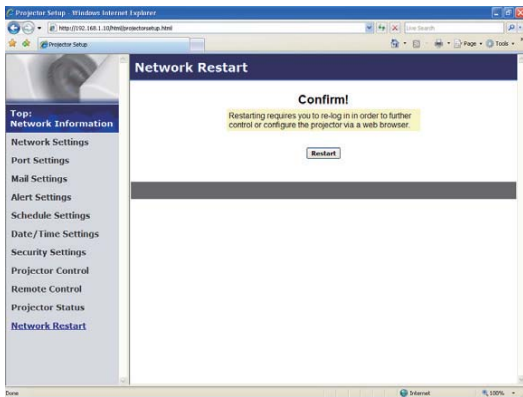 Projector Setup - Windows Internet Explorer
http://192.168.1.10/html/projectorsetup.html
Live Search
Projector Setup
Page
Tools
Network Restart
Confirm!
Restarting requires you to re-log in in order to further
control or configure the projector via a web browser.
Restart
Top:
Network Information
Network Settings
Port Settings
Mail Settings
Alert Settings
Schedule Settings
Date/Time Settings
Security Settings
Projector Control
Remote Control
Projector Status
Network Restart
Done
Internet
100%